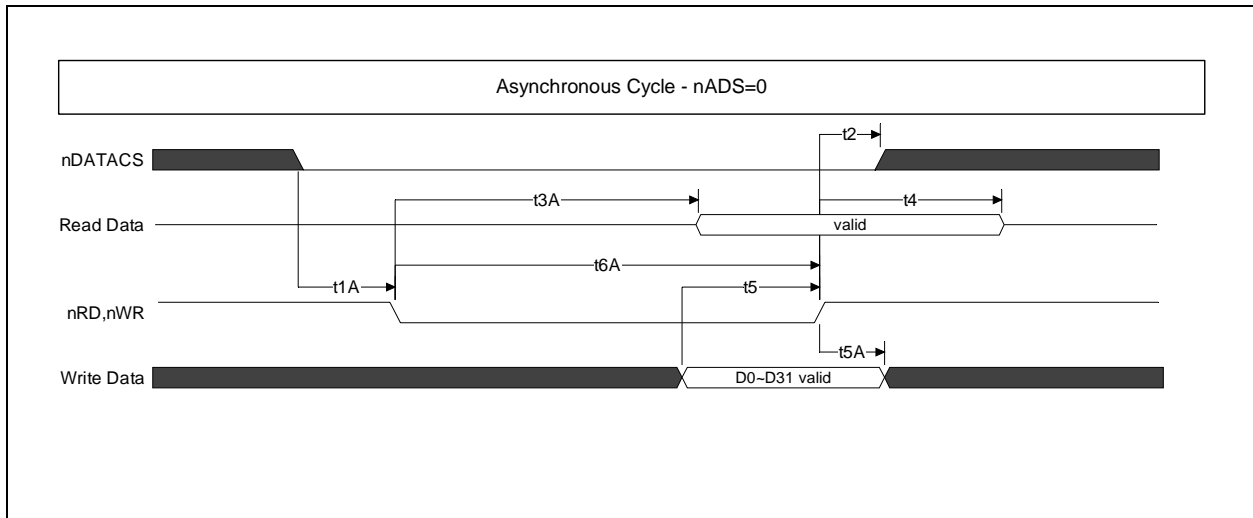 Asynchronous Cycle - nADS=0
t2
nDATACS
t3A
t4
Read Data
valid
t6A
t1A
t5
nRD,nWR
t5A
Write Data
D0~D31 valid